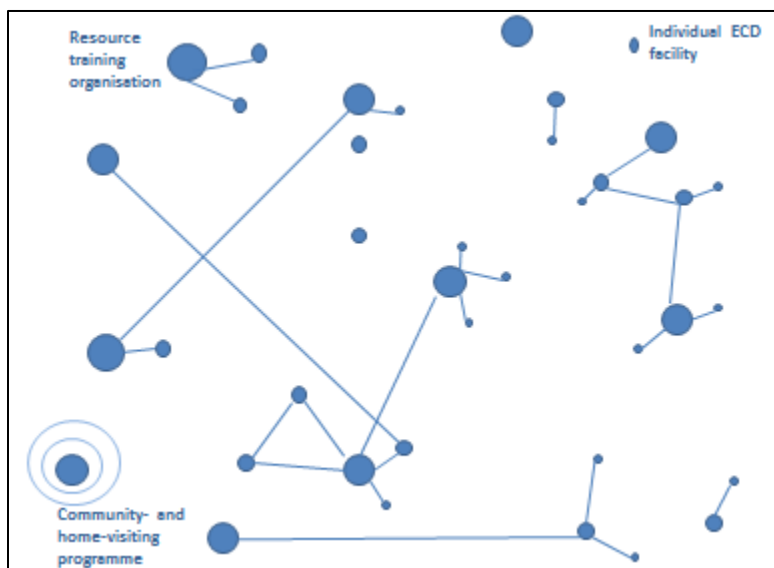 Resource
training
organisation
Individual ECD
facility
Community- and
home-visiting
programme